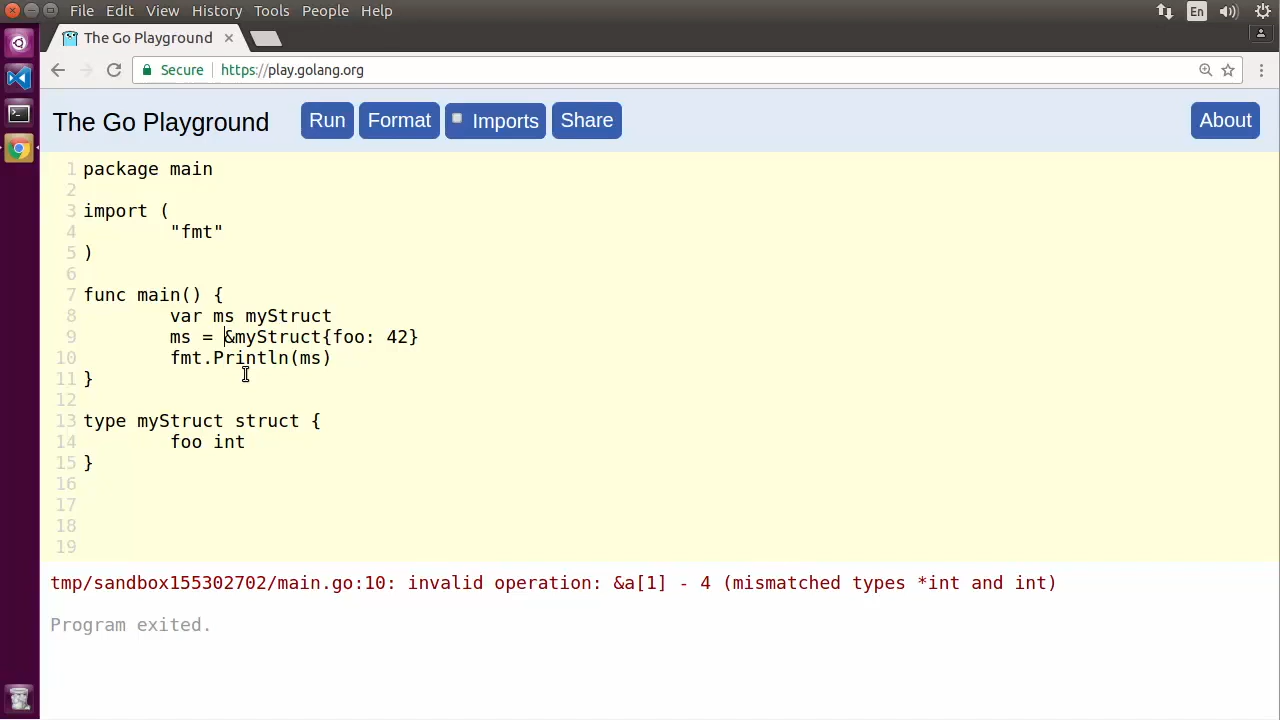 File Edit View History Tools People Help
En
The Go Playground
Secure https://play.golang.org
The Go Playground Run Format Imports Share About
1 package main
2
3 import (
4 "fmt"
5 )
6
7 func main() {
8 var ms myStruct
9 ms = &myStruct{foo: 42}
10 fmt.Println(ms)
11 }
12
13 type myStruct struct {
14 foo int
15 }
16
17
18
19
tmp/sandbox155302702/main.go:10: invalid operation: &a[1] - 4 (mismatched types *int and int)
Program exited.